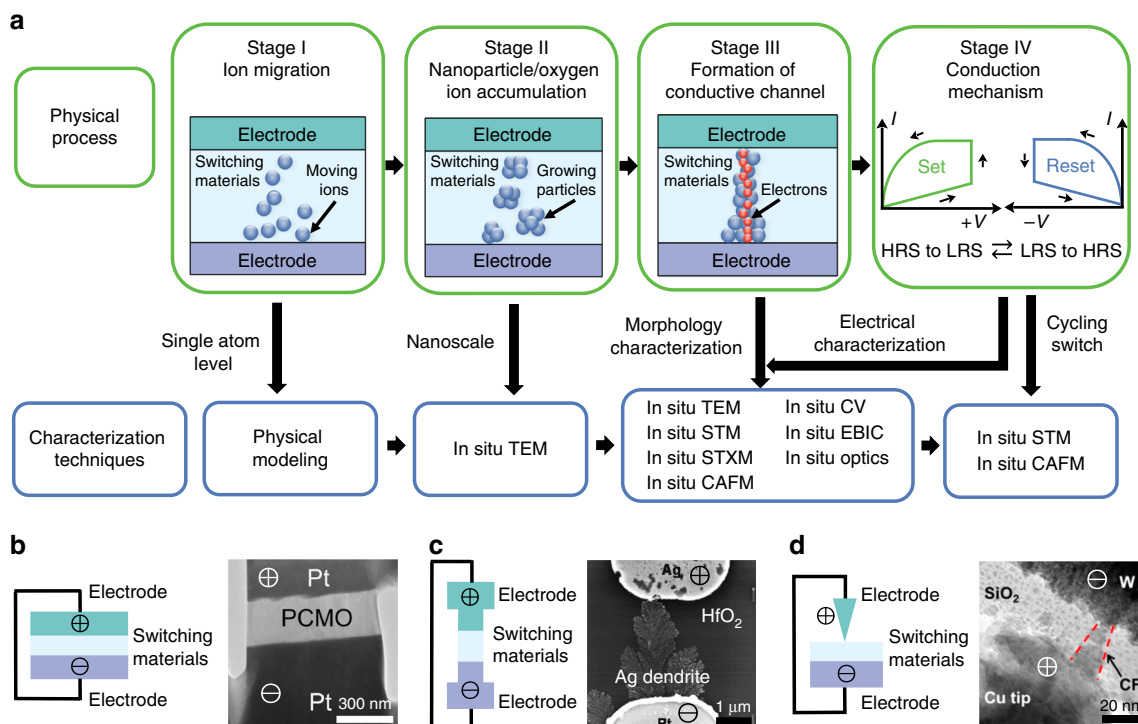 a
Physical
process
Stage I
Ion migration
Electrode
Switching
materials
Moving
ions
Electrode
Stage II
Nanoparticle/oxygen
ion accumulation
Electrode
Switching
materials
Growing
particles
Electrode
Stage III
Formation of
conductive channel
Electrode
Switching
materials
Electrons
Electrode
Stage IV
Conduction
mechanism
I
I
Set
Reset
+V
−V
HRS to LRS ⇄ LRS to HRS
Single atom
level
Nanoscale
Morphology
characterization
Electrical
characterization
Cycling
switch
Characterization
techniques
Physical
modeling
In situ TEM
In situ TEM
In situ STM
In situ STXM
In situ CAFM
In situ CV
In situ EBIC
In situ optics
In situ STM
In situ CAFM
b
Electrode
Switching
materials
Electrode
Pt
PCMO
Pt
300 nm
c
Electrode
Switching
materials
Electrode
Ag
HfO2
Ag dendrite
Pt
1 μm
d
Electrode
Switching
materials
Electrode
W
SiO2
CF
Cu tip
20 nm